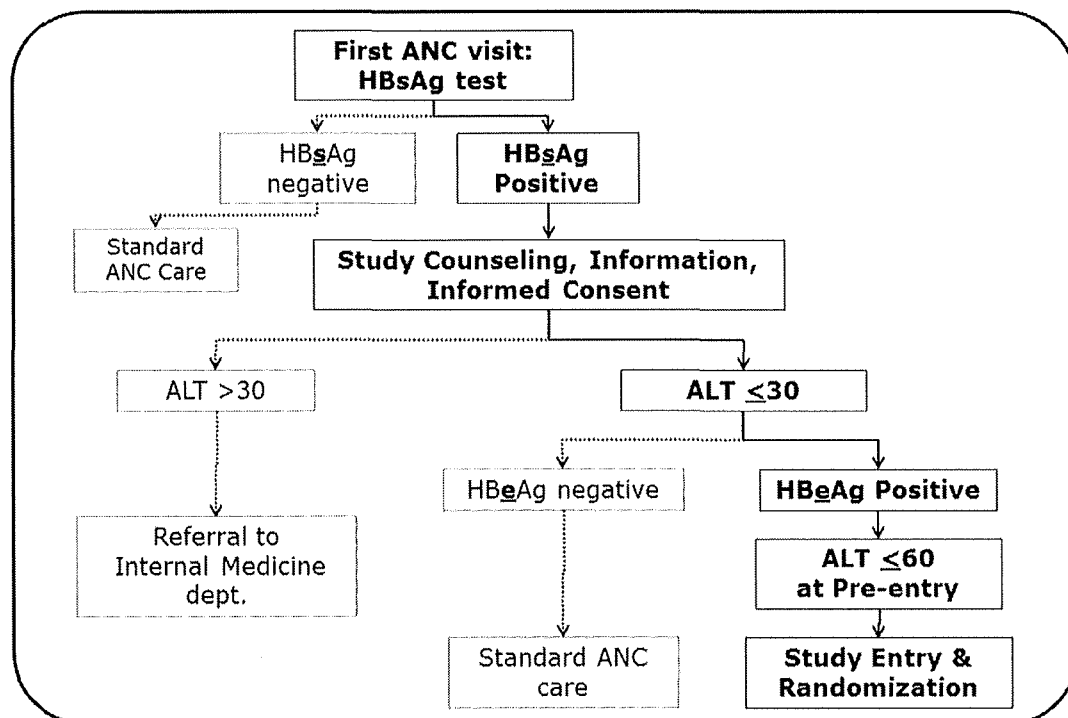 First ANC visit:
HBsAg test
HBsAg
negative
HBsAg
Positive
Standard
ANC Care
Study Counseling, Information,
Informed Consent
ALT >30
ALT ≤30
HBeAg negative
HBeAg Positive
Referral to
Internal Medicine
dept.
ALT ≤60
at Pre-entry
Standard ANC
care
Study Entry &
Randomization